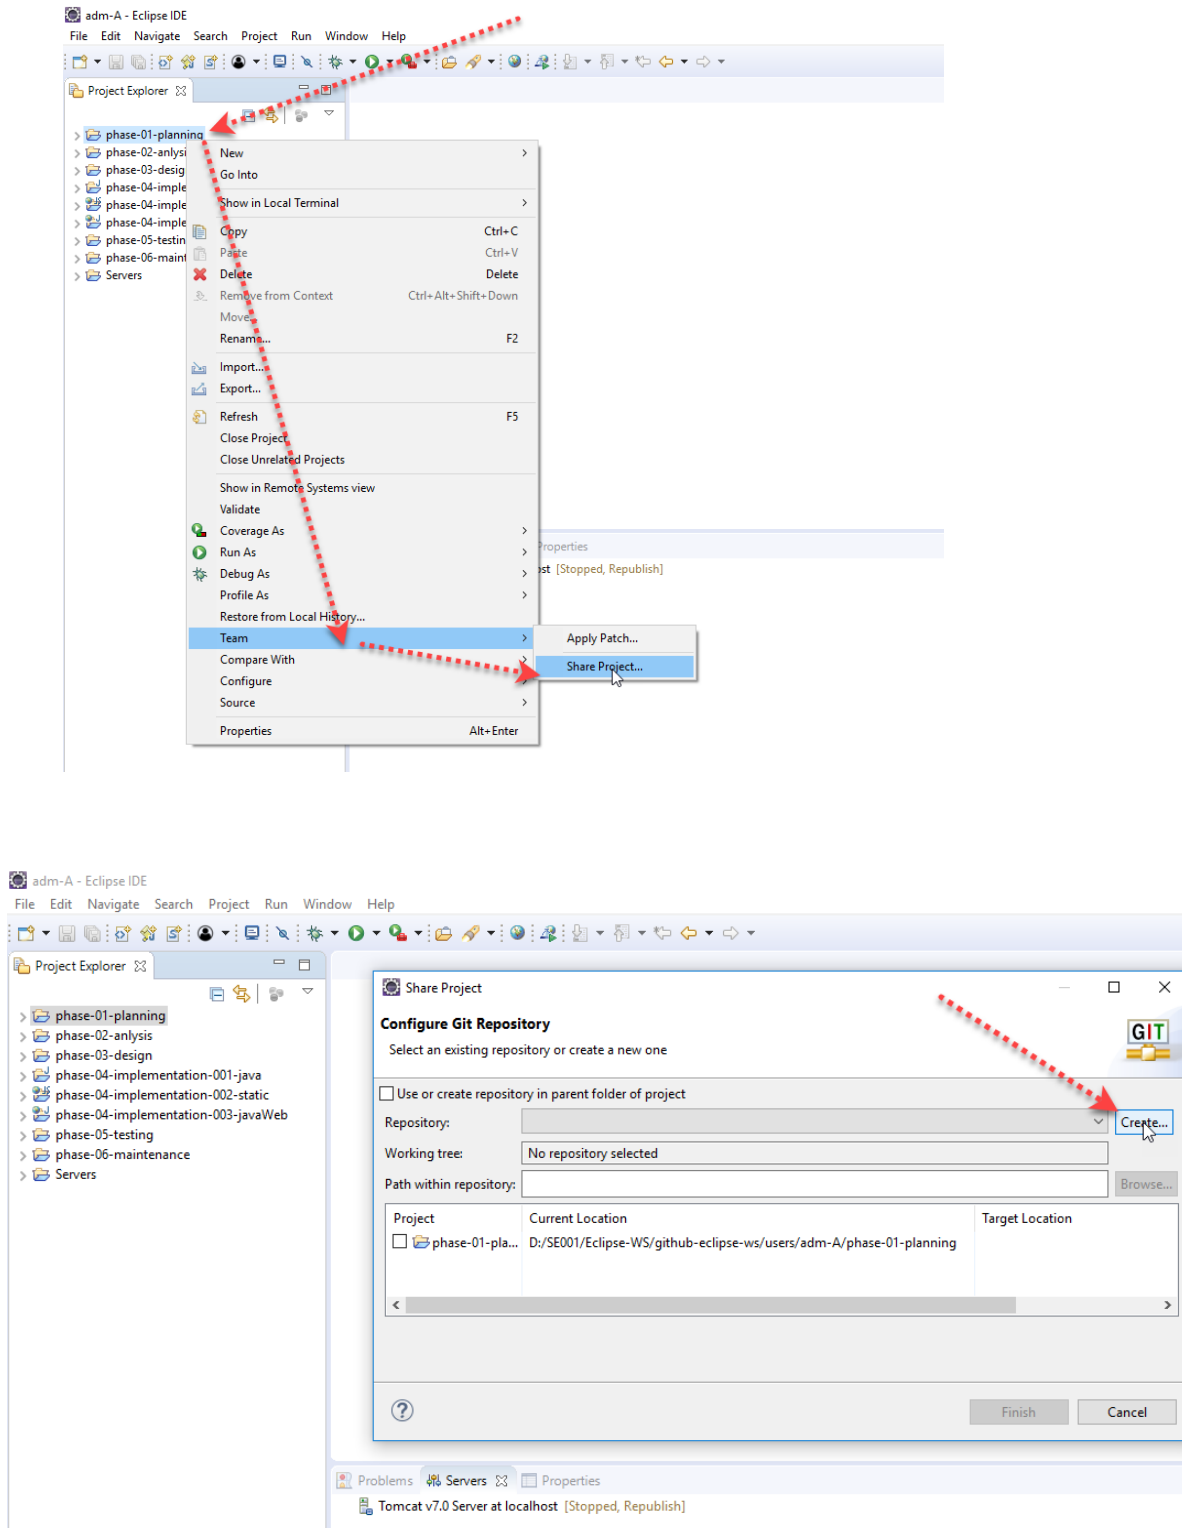 adm-A - Eclipse IDE
File Edit Navigate Search Project Run Window Help
Project Explorer
phase-01-planning
phase-02-anlysi
phase-03-desig
phase-04-imple
phase-04-imple
phase-04-imple
phase-05-testin
phase-06-maint
Servers
New
Go Into
Show in Local Terminal
Copy Ctrl+C
Paste Ctrl+V
Delete Delete
Remove from Context Ctrl+Alt+Shift+Down
Move...
Rename... F2
Import...
Export...
Refresh F5
Close Project
Close Unrelated Projects
Show in Remote Systems view
Validate
Coverage As
Run As
Debug As
Profile As
Restore from Local History...
Team
Compare With
Configure
Source
Properties Alt+Enter
Apply Patch...
Share Project...
Properties
ost [Stopped, Republish]
adm-A - Eclipse IDE
File Edit Navigate Search Project Run Window Help
Project Explorer
phase-01-planning
phase-02-anlysis
phase-03-design
phase-04-implementation-001-java
phase-04-implementation-002-static
phase-04-implementation-003-javaWeb
phase-05-testing
phase-06-maintenance
Servers
Share Project
Configure Git Repository
Select an existing repository or create a new one
GIT
Use or create repository in parent folder of project
Repository: Create...
Working tree: No repository selected
Path within repository: Browse...
Project Current Location Target Location
phase-01-pla... D:/SE001/Eclipse-WS/github-eclipse-ws/users/adm-A/phase-01-planning
Finish Cancel
Problems Servers Properties
Tomcat v7.0 Server at localhost [Stopped, Republish]